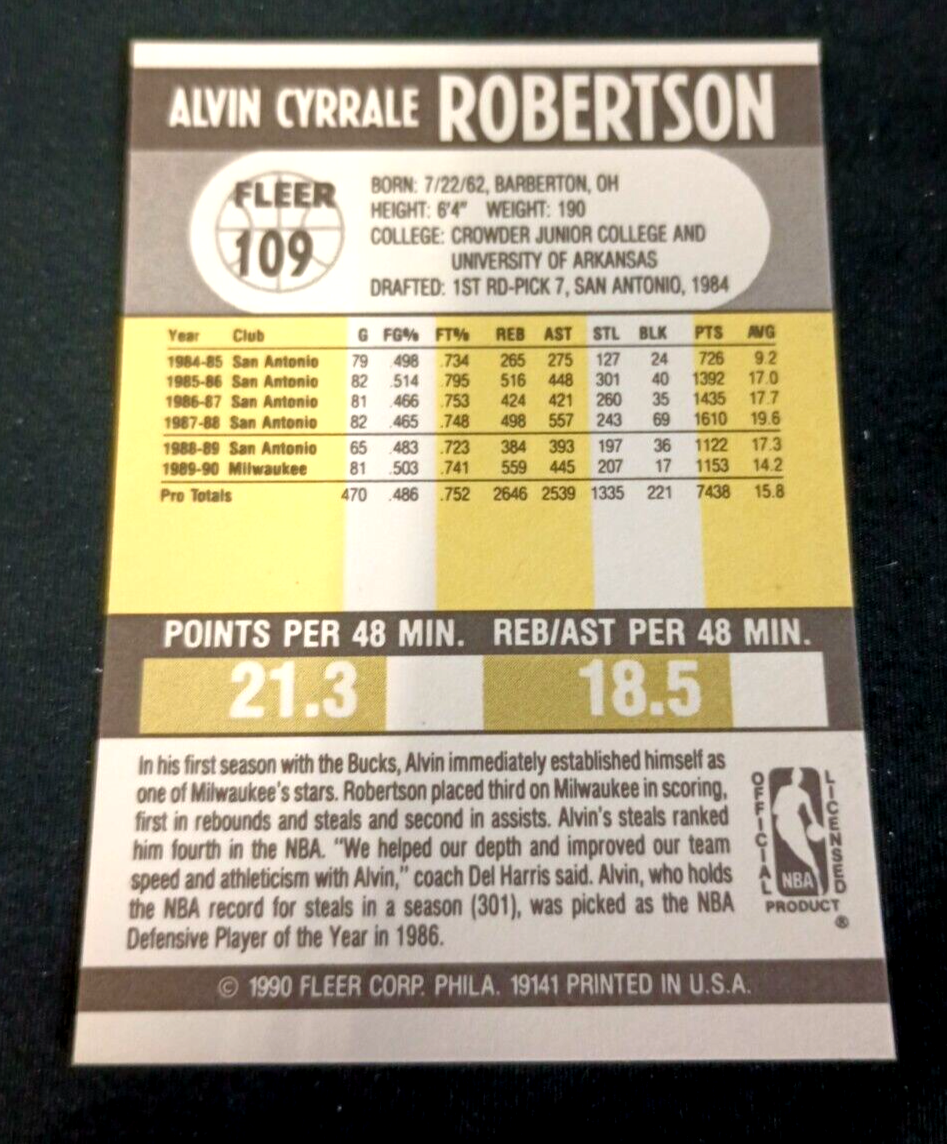 ALVIN CYRRALE ROBERTSON
FLEER
109
BORN: 7/22/62, BARBERTON, OH
HEIGHT: 6'4" WEIGHT: 190
COLLEGE: CROWDER JUNIOR COLLEGE AND
UNIVERSITY OF ARKANSAS
DRAFTED: 1ST RD-PICK 7, SAN ANTONIO, 1984
Year Club G FG% FT% REB AST STL BLK PTS AVG
1984-85 San Antonio 79 .498 .734 265 275 127 24 726 9.2
1985-86 San Antonio 82 .514 .795 516 448 301 40 1392 17.0
1986-87 San Antonio 81 .466 .753 424 421 260 35 1435 17.7
1987-88 San Antonio 82 .465 .748 498 557 243 69 1610 19.6
1988-89 San Antonio 65 .483 .723 384 393 197 36 1122 17.3
1989-90 Milwaukee 81 .503 .741 559 445 207 17 1153 14.2
Pro Totals 470 .486 .752 2646 2539 1335 221 7438 15.8
POINTS PER 48 MIN. REB/AST PER 48 MIN.
21.3 18.5
In his first season with the Bucks, Alvin immediately established himself as
one of Milwaukee's stars. Robertson placed third on Milwaukee in scoring,
first in rebounds and steals and second in assists. Alvin's steals ranked
him fourth in the NBA. "We helped our depth and improved our team
speed and athleticism with Alvin," coach Del Harris said. Alvin, who holds
the NBA record for steals in a season (301), was picked as the NBA
Defensive Player of the Year in 1986.
OFFICIAL
LICENSED
NBA
PRODUCT
®
© 1990 FLEER CORP. PHILA. 19141 PRINTED IN U.S.A.